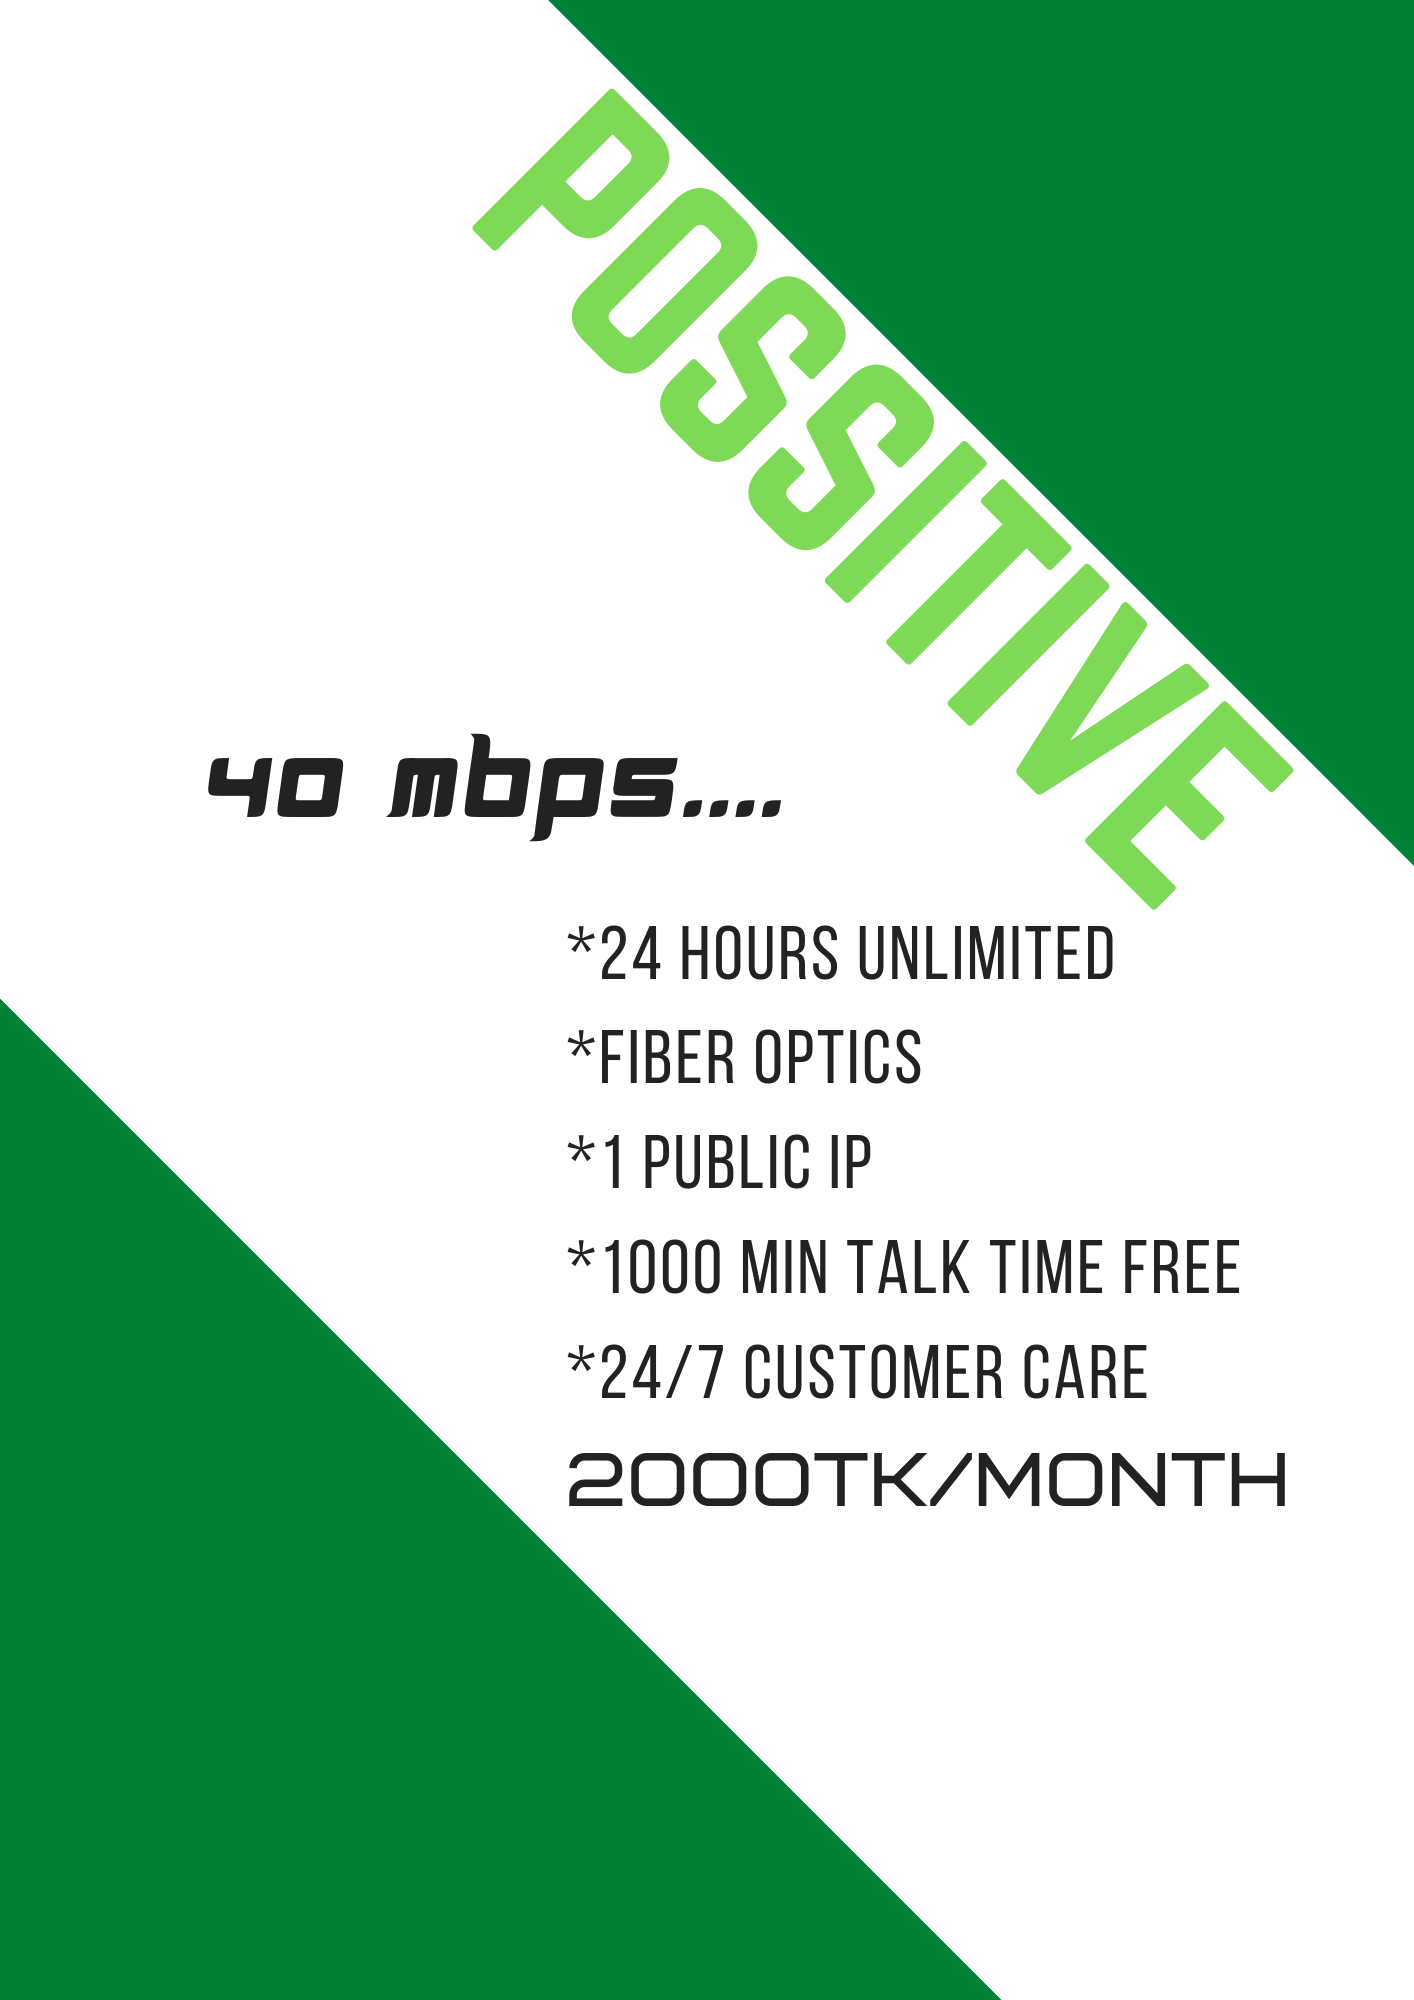 POSSITIVE
40 mbps....
*24 HOURS UNLIMITED
*FIBER OPTICS
*1 PUBLIC IP
*1000 MIN TALK TIME FREE
*24/7 CUSTOMER CARE
2000TK/MONTH